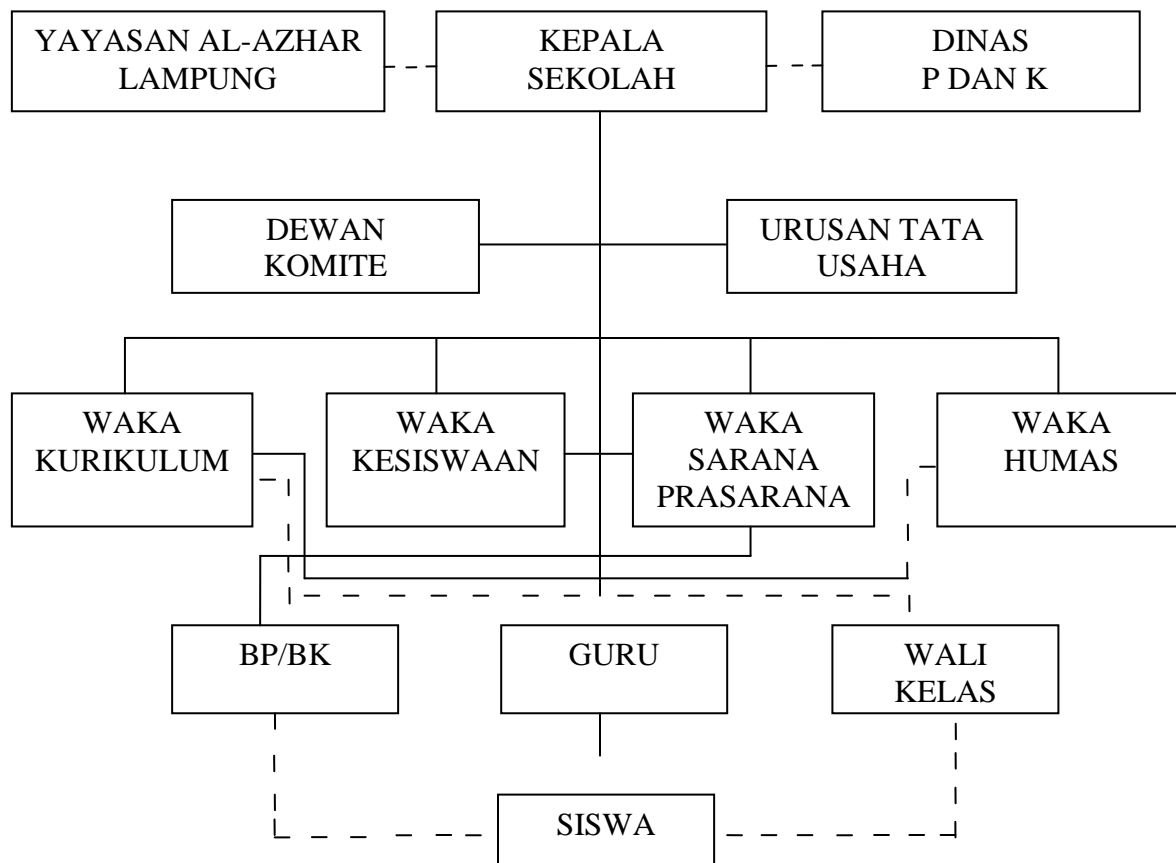 YAYASAN AL-AZHAR
LAMPUNG
KEPALA
SEKOLAH
DINAS
P DAN K
DEWAN
KOMITE
URUSAN TATA
USAHA
WAKA
KURIKULUM
WAKA
KESISWAAN
WAKA
SARANA
PRASARANA
WAKA
HUMAS
BP/BK
GURU
WALI
KELAS
SISWA